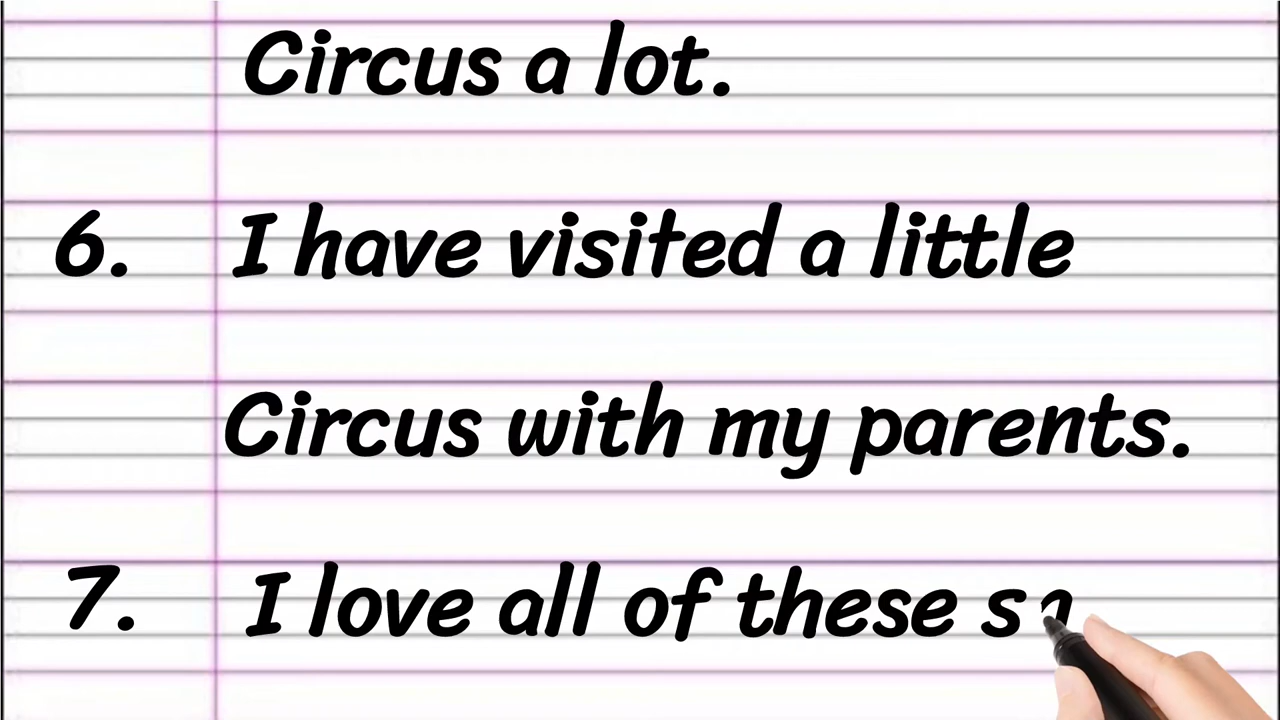 Circus a lot.
6. I have visited a little
Circus with my parents.
7. I love all of these